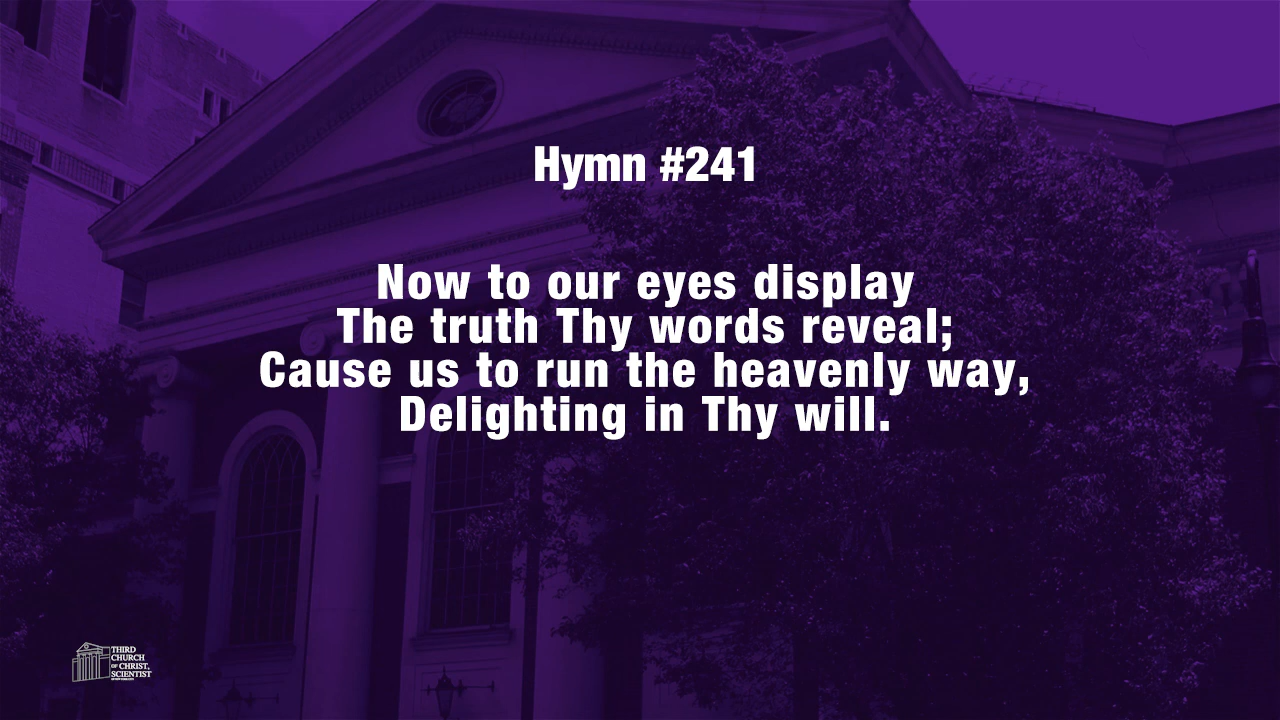 Hymn #241
Now to our eyes display
The truth Thy words reveal;
Cause us to run the heavenly way,
Delighting in Thy will.
THIRD
CHURCH
OF CHRIST,
SCIENTIST